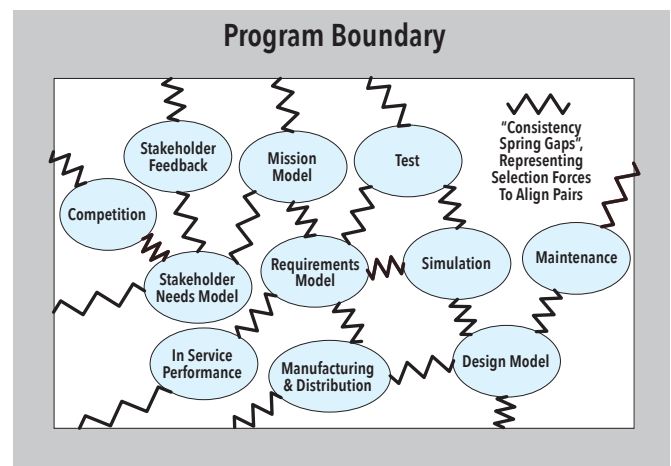 Program Boundary
“Consistency
Spring Gaps”,
Representing
Selection Forces
To Align Pairs
Stakeholder
Feedback
Mission
Model
Test
Competition
Stakeholder
Needs Model
Requirements
Model
Simulation
Maintenance
In Service
Performance
Manufacturing
& Distribution
Design Model